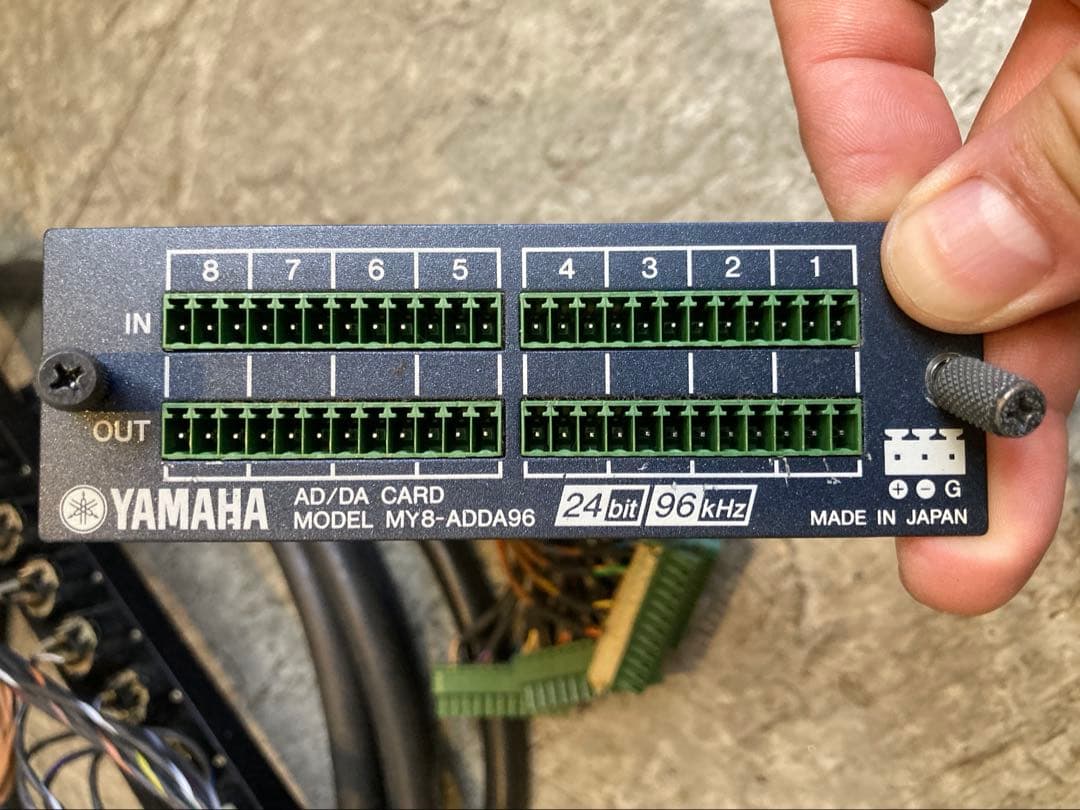 8 7 6 5 4 3 2 1
IN
OUT
YAMAHA AD/DA CARD 24bit 96kHz
MODEL MY8-ADDA96
+ − G
MADE IN JAPAN